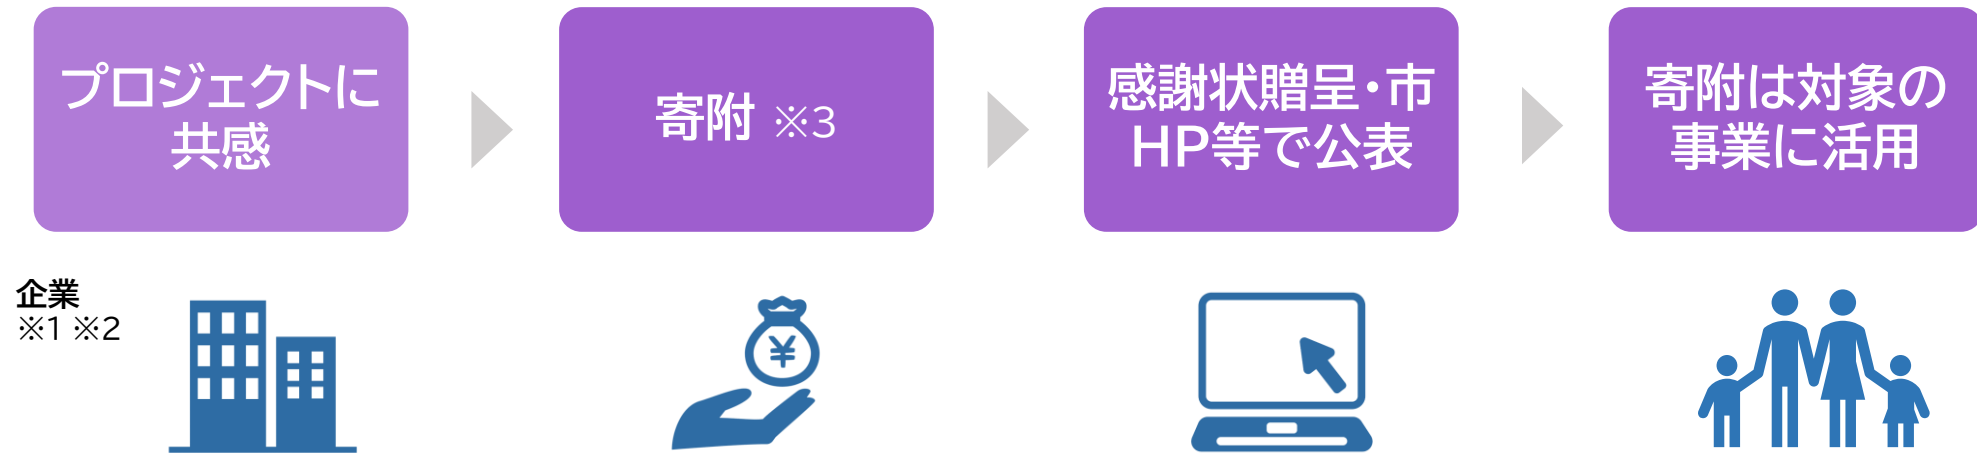 プロジェクトに
共感
寄附 ※3
感謝状贈呈・市
HP等で公表
寄附は対象の
事業に活用
企業
※1 ※2
¥